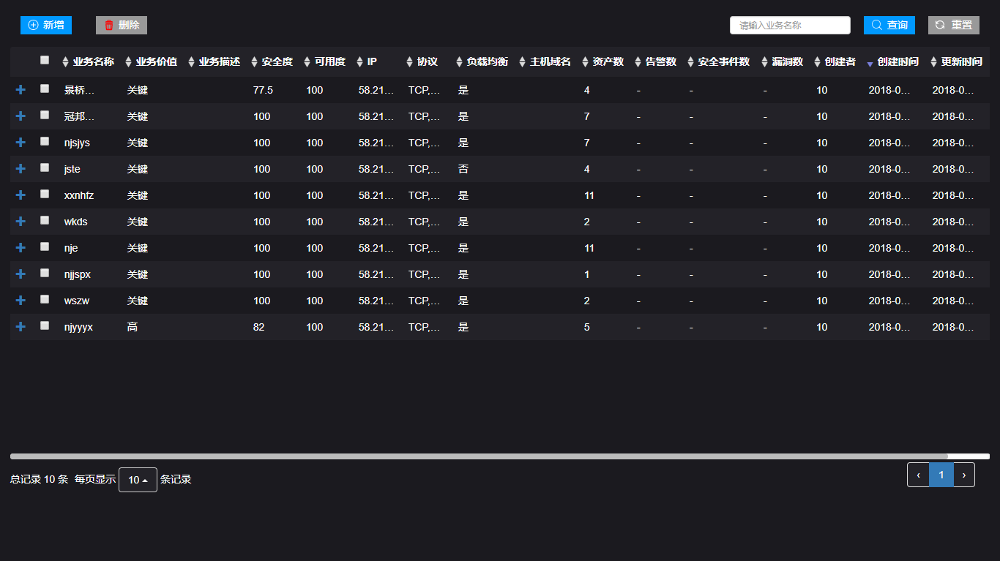 新增 删除 请输入业务名称 查询 重置
业务名称 业务价值 业务描述 安全度 可用度 IP 协议 负载均衡 主机域名 资产数 告警数 安全事件数 漏洞数 创建者 创建时间 更新时间
景桥... 关键 77.5 100 58.21... TCP,... 是 4 - - - 10 2018-0... 2018-0...
冠邦... 关键 100 100 58.21... TCP,... 是 7 - - - 10 2018-0... 2018-0...
njsjys 关键 100 100 58.21... TCP,... 是 7 - - - 10 2018-0... 2018-0...
jste 关键 100 100 58.21... TCP,... 否 4 - - - 10 2018-0... 2018-0...
xxnhfz 关键 100 100 58.21... TCP,... 是 11 - - - 10 2018-0... 2018-0...
wkds 关键 100 100 58.21... TCP,... 是 2 - - - 10 2018-0... 2018-0...
nje 关键 100 100 58.21... TCP,... 是 11 - - - 10 2018-0... 2018-0...
njjspx 关键 100 100 58.21... TCP,... 是 1 - - - 10 2018-0... 2018-0...
wszw 关键 100 100 58.21... TCP,... 是 2 - - - 10 2018-0... 2018-0...
njyyyx 高 82 100 58.21... TCP,... 是 5 - - - 10 2018-0... 2018-0...
总记录 10 条 每页显示 10 条记录 ‹ 1 ›